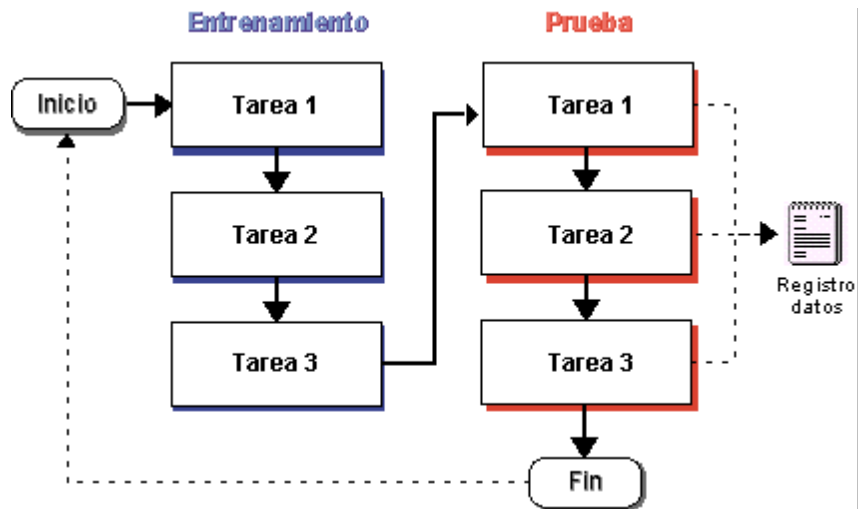 Entrenamiento
Prueba
Inicio
Tarea 1
Tarea 1
Tarea 2
Tarea 2
Registro
datos
Tarea 3
Tarea 3
Fin